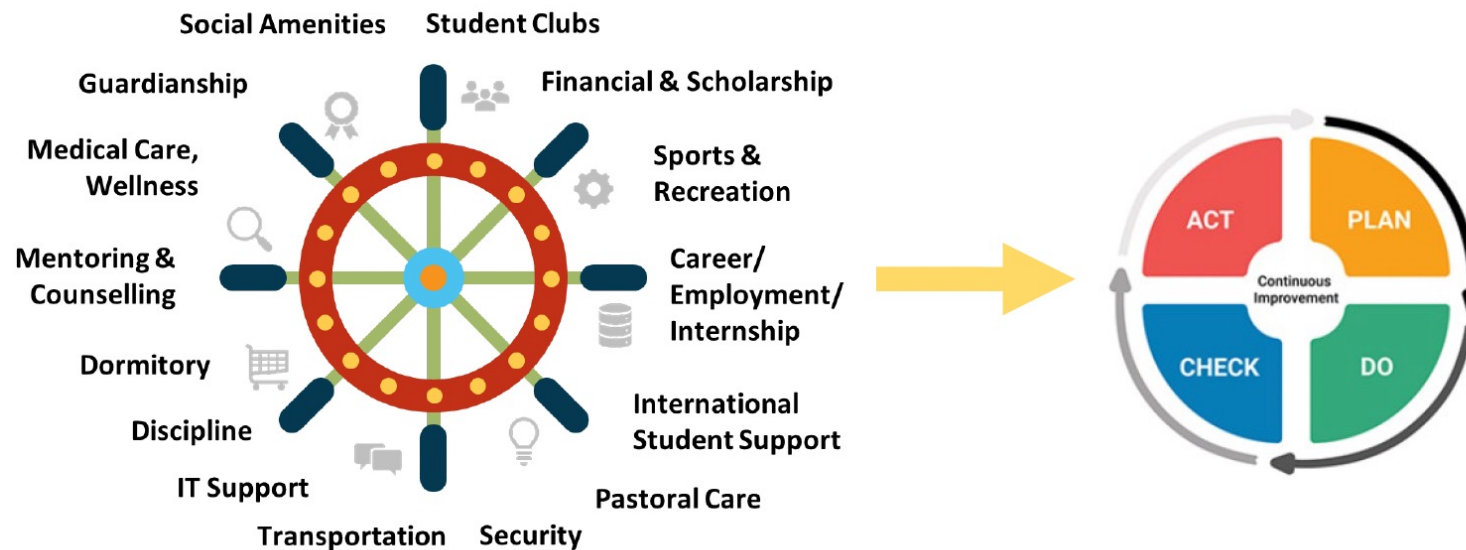 Social Amenities
Student Clubs
Guardianship
Financial & Scholarship
Medical Care,
Wellness
Sports &
Recreation
Mentoring &
Counselling
Career/
Employment/
Internship
Dormitory
Discipline
International
Student Support
IT Support
Pastoral Care
Transportation
Security
ACT
PLAN
Continuous
Improvement
CHECK
DO